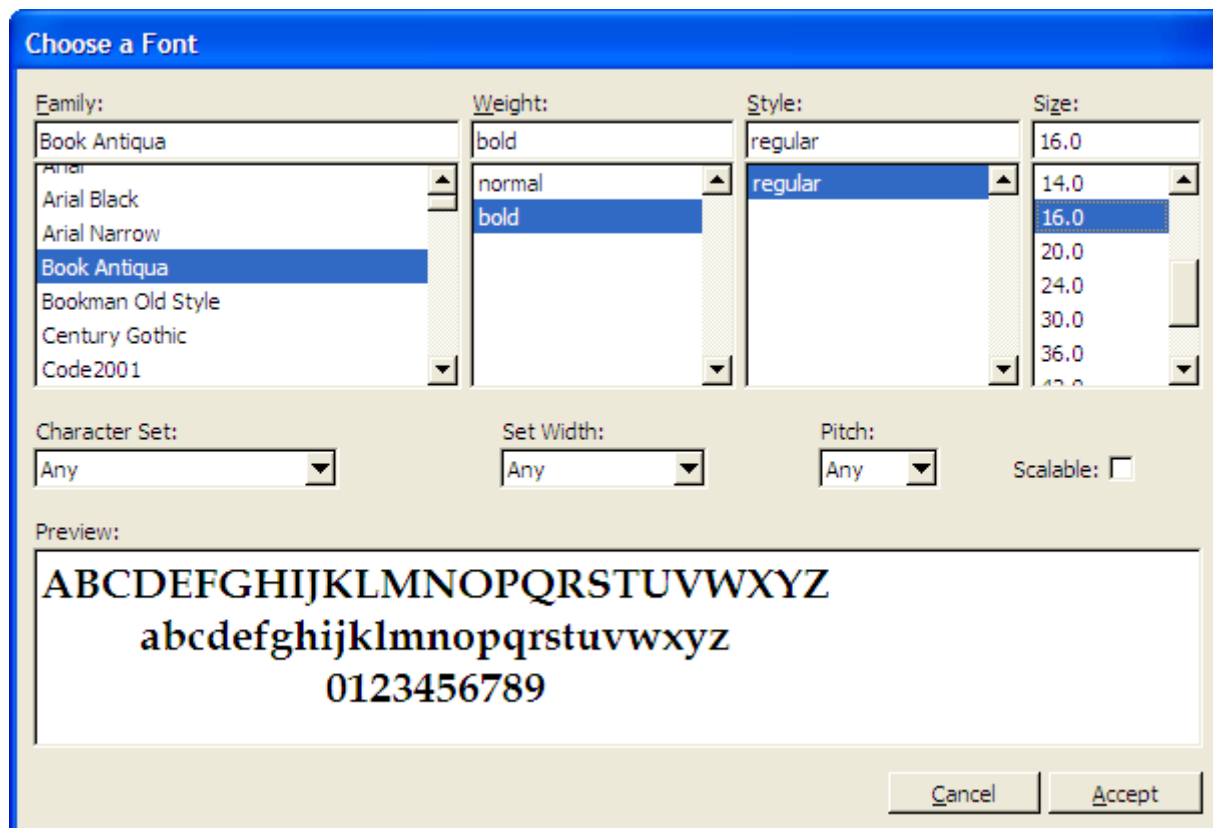 Choose a Font
Family:
Book Antiqua
Arial
Arial Black
Arial Narrow
Book Antiqua
Bookman Old Style
Century Gothic
Code2001
Weight:
bold
normal
bold
Style:
regular
regular
Size:
16.0
14.0
16.0
20.0
24.0
30.0
36.0
Character Set:
Any
Set Width:
Any
Pitch:
Any
Scalable:
Preview:
ABCDEFGHIJKLMNOPQRSTUVWXYZ
abcdefghijklmnopqrstuvwxyz
0123456789
Cancel
Accept